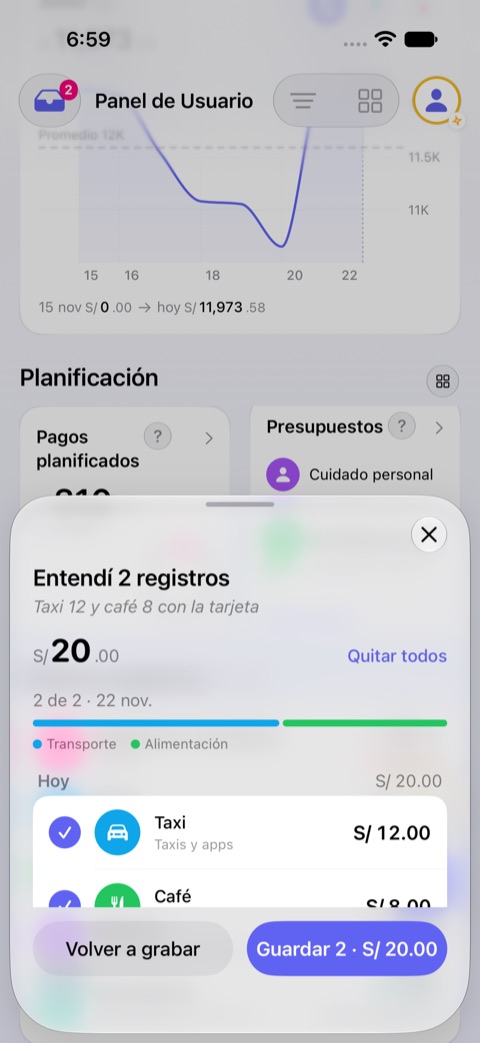 6:59
2
Panel de Usuario
Promedio 12K
11.5K
11K
15 16 18 20 22
15 nov S/ 0.00 → hoy S/ 11,973.58
Planificación
Pagos planificados
?
Presupuestos
?
Cuidado personal
Entendí 2 registros
Taxi 12 y café 8 con la tarjeta
S/ 20.00
Quitar todos
2 de 2 · 22 nov.
Transporte
Alimentación
Hoy
S/ 20.00
Taxi
Taxis y apps
S/ 12.00
Café
S/ 8.00
Volver a grabar
Guardar 2 · S/ 20.00